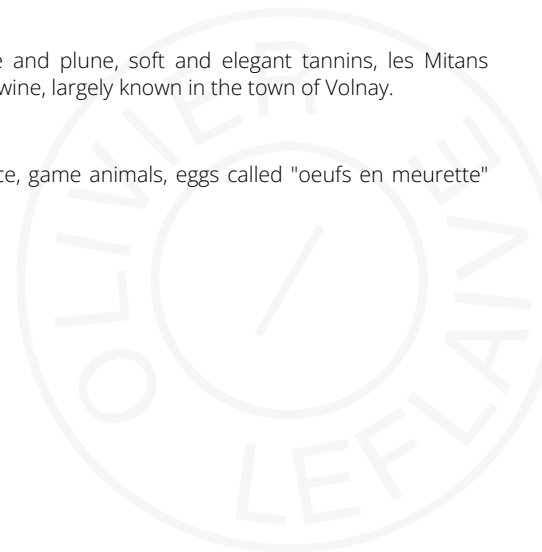 e and plune, soft and elegant tannins, les Mitans
wine, largely known in the town of Volnay.
ce, game animals, eggs called "oeufs en meurette"
OLIVIER LEFLAIVE